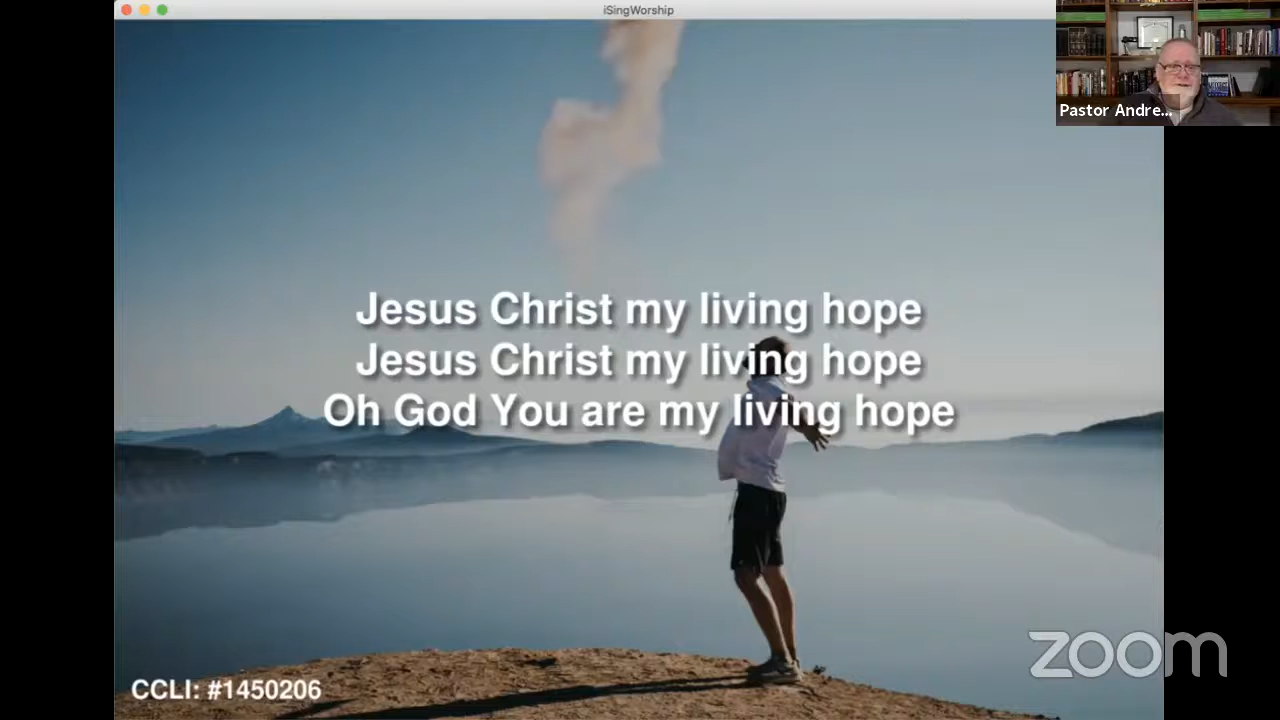 iSingWorship
Pastor Andre...
Jesus Christ my living hope
Jesus Christ my living hope
Oh God You are my living hope
CCLI: #1450206
zoom